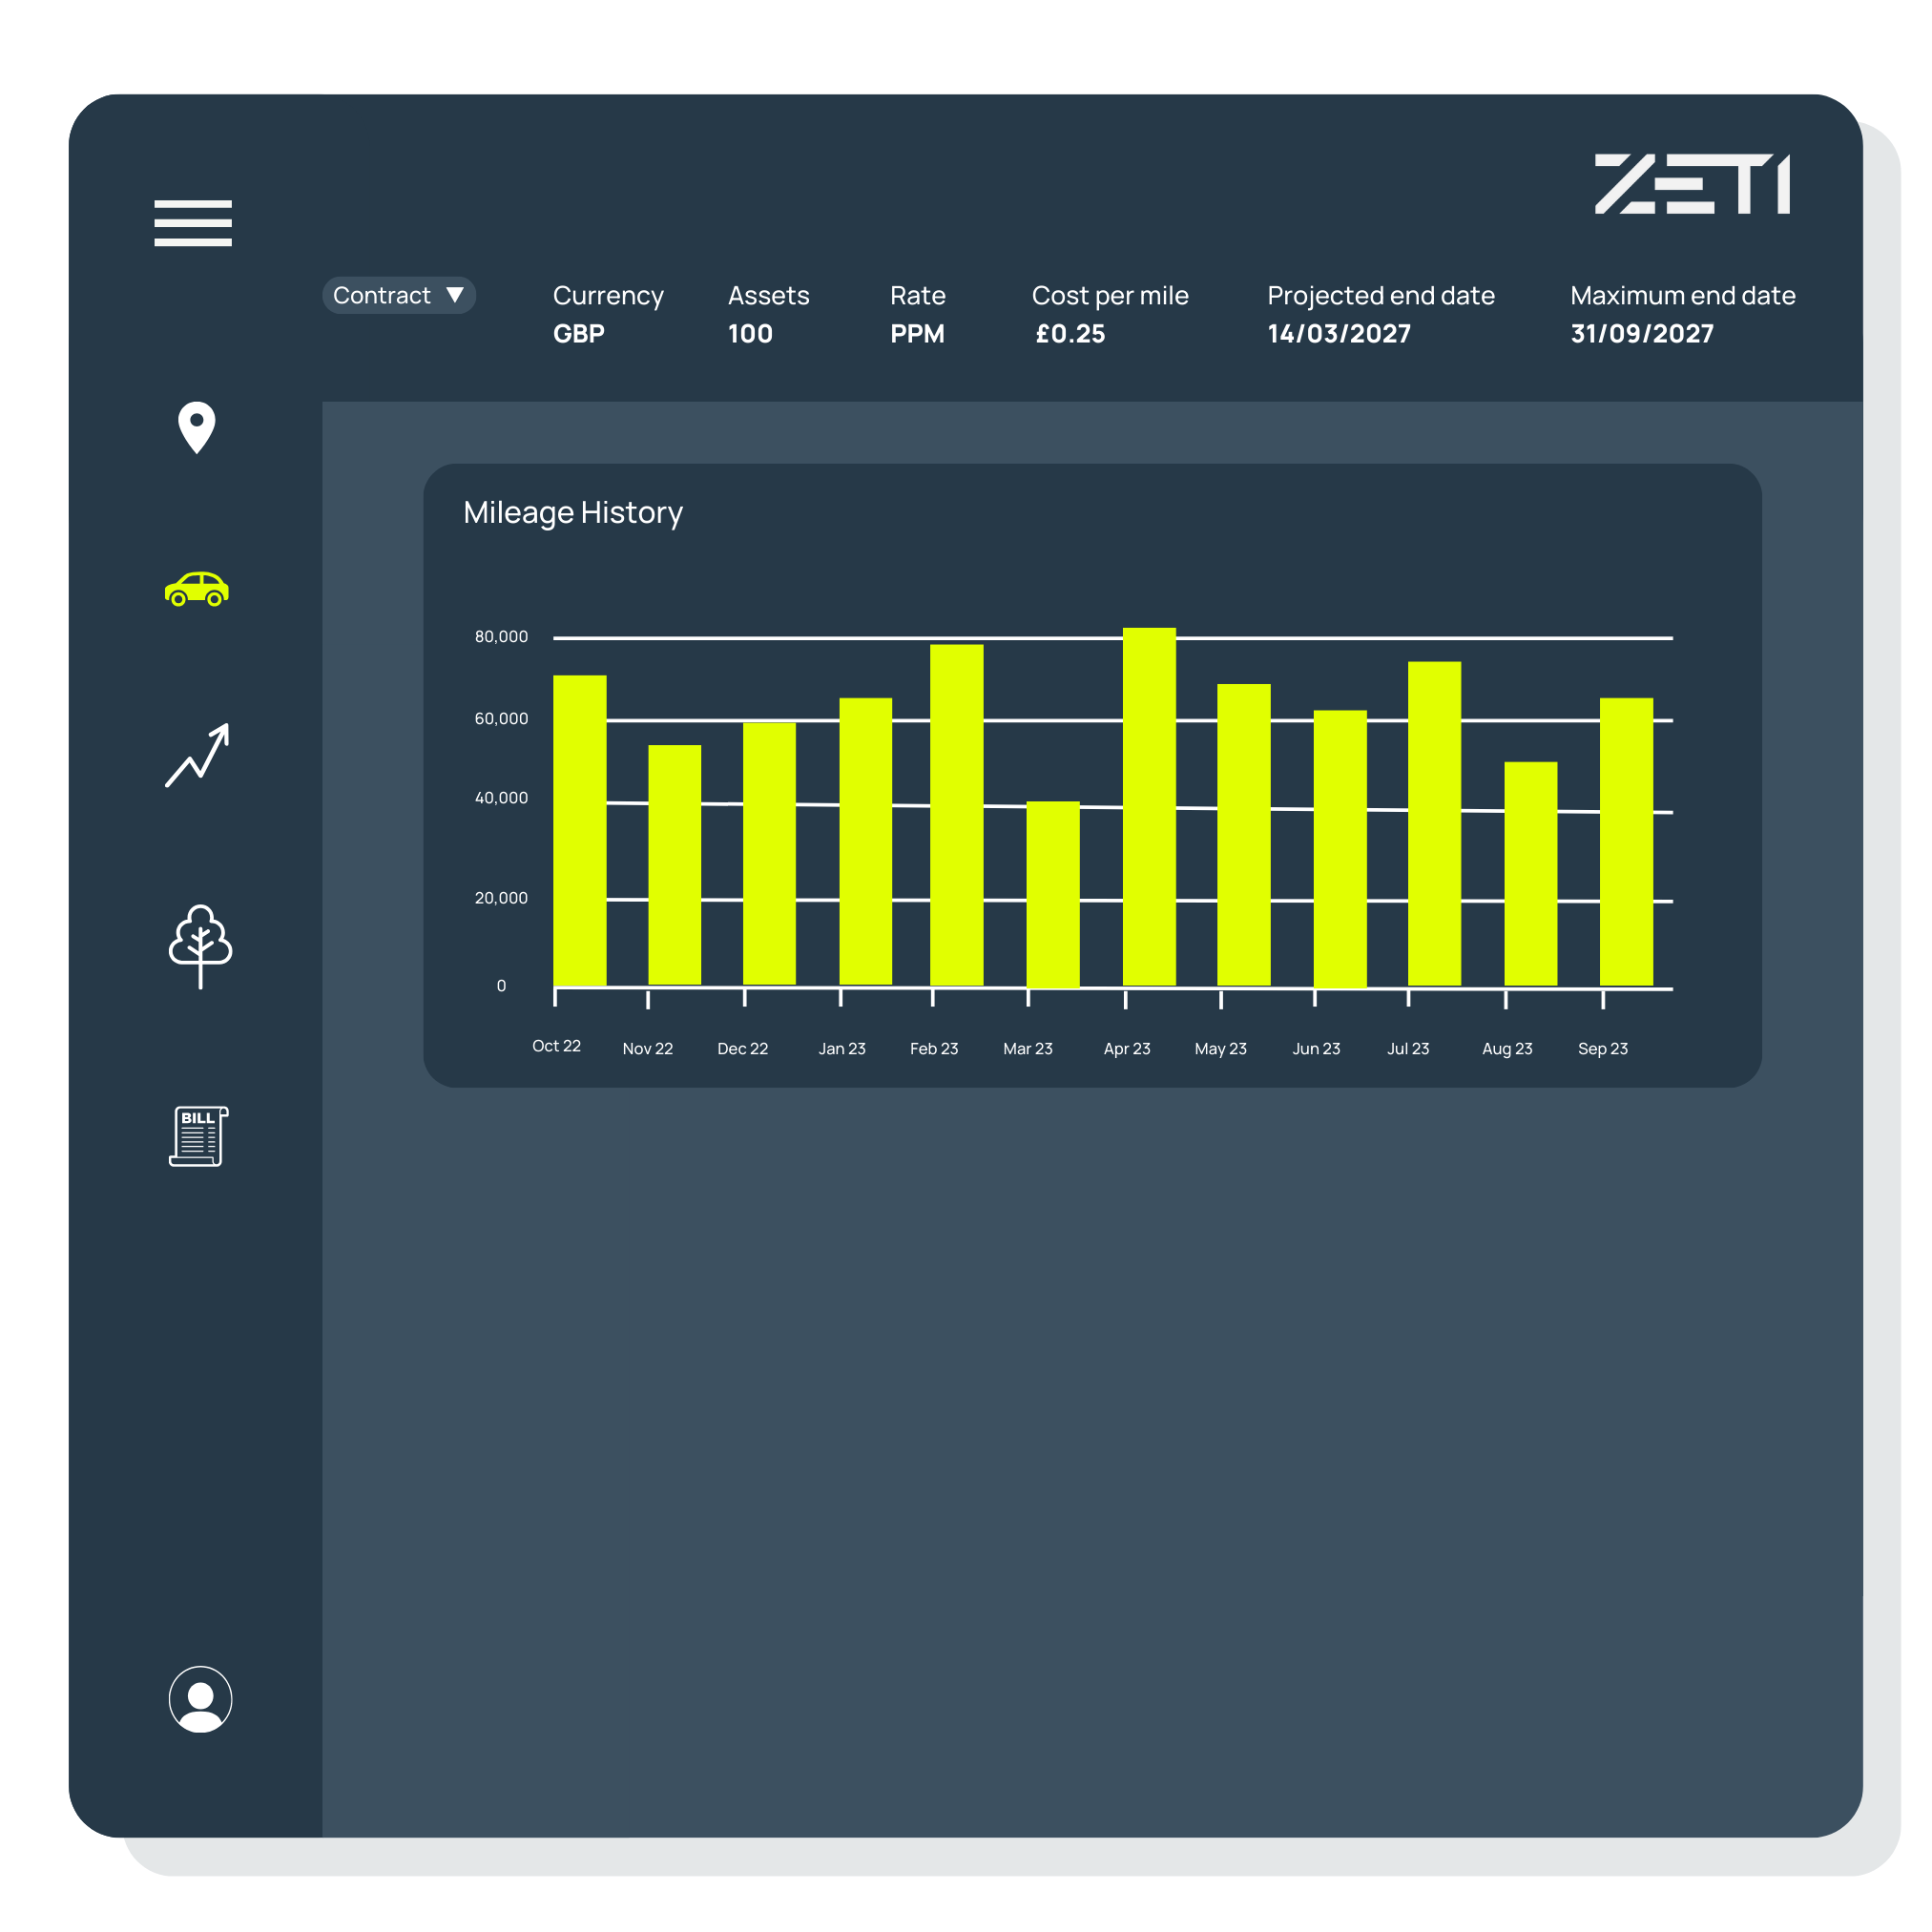 ZETI
Contract
Currency
GBP
Assets
100
Rate
PPM
Cost per mile
£0.25
Projected end date
14/03/2027
Maximum end date
31/09/2027
Mileage History
80,000
60,000
40,000
20,000
0
Oct 22 Nov 22 Dec 22 Jan 23 Feb 23 Mar 23 Apr 23 May 23 Jun 23 Jul 23 Aug 23 Sep 23
BILL